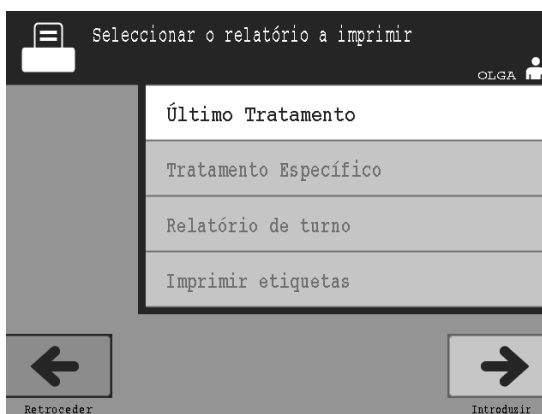 Seleccionar o relatório a imprimir
OLGA
Último Tratamento
Tratamento Específico
Relatório de turno
Imprimir etiquetas
Retroceder
Introduzir